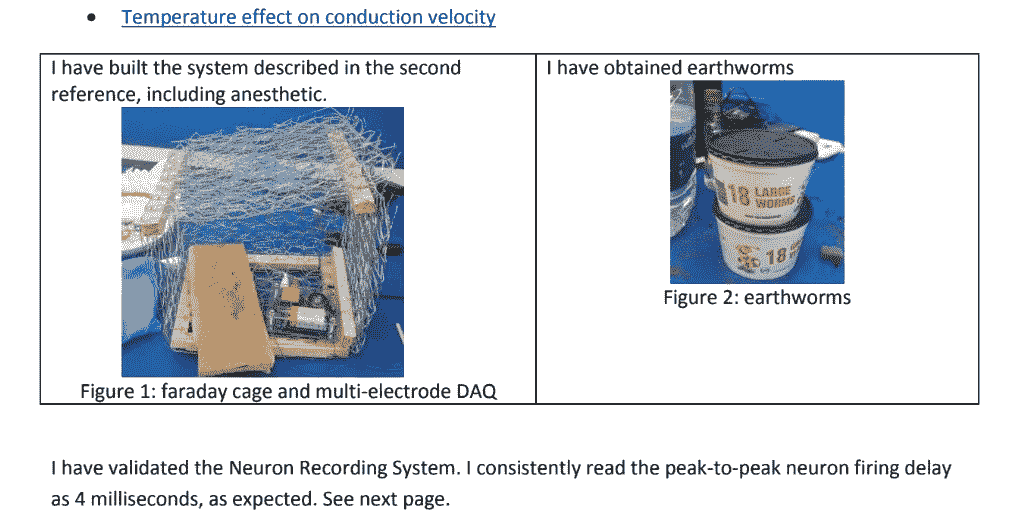 • Temperature effect on conduction velocity
I have built the system described in the second
reference, including anesthetic.
Figure 1: faraday cage and multi-electrode DAQ
I have obtained earthworms
18 LARGE
WORMS
18
Figure 2: earthworms
I have validated the Neuron Recording System. I consistently read the peak-to-peak neuron firing delay
as 4 milliseconds, as expected. See next page.